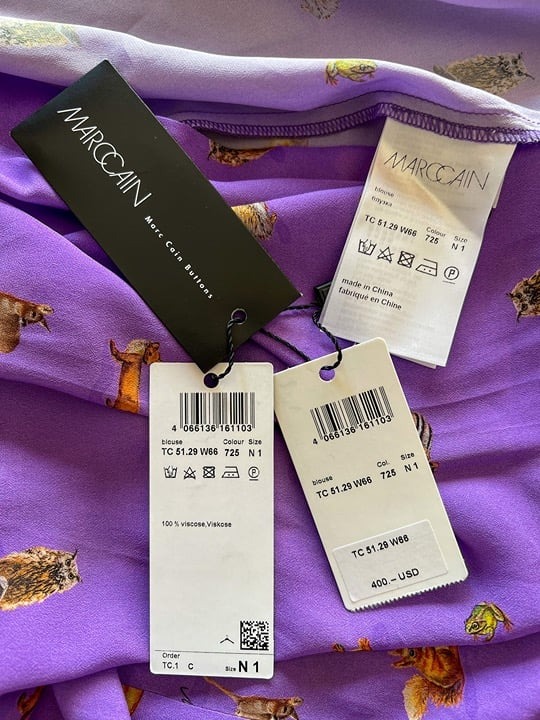 MARCCAIN
Marc Cain Buttons
MARCCAIN
blouse
блузка
Colour Size
TC 51.29 W66 725 N 1
made in China
fabriqué en Chine
4 066136 161103
blouse Colour Size
TC 51.29 W66 725 N 1
100 % viscose,Viskose
Order
TC.1 C Size N 1
4 066136 161103
blouse Col. Size
TC 51.29 W66 725 N 1
TC 51.29 W66
400.– USD